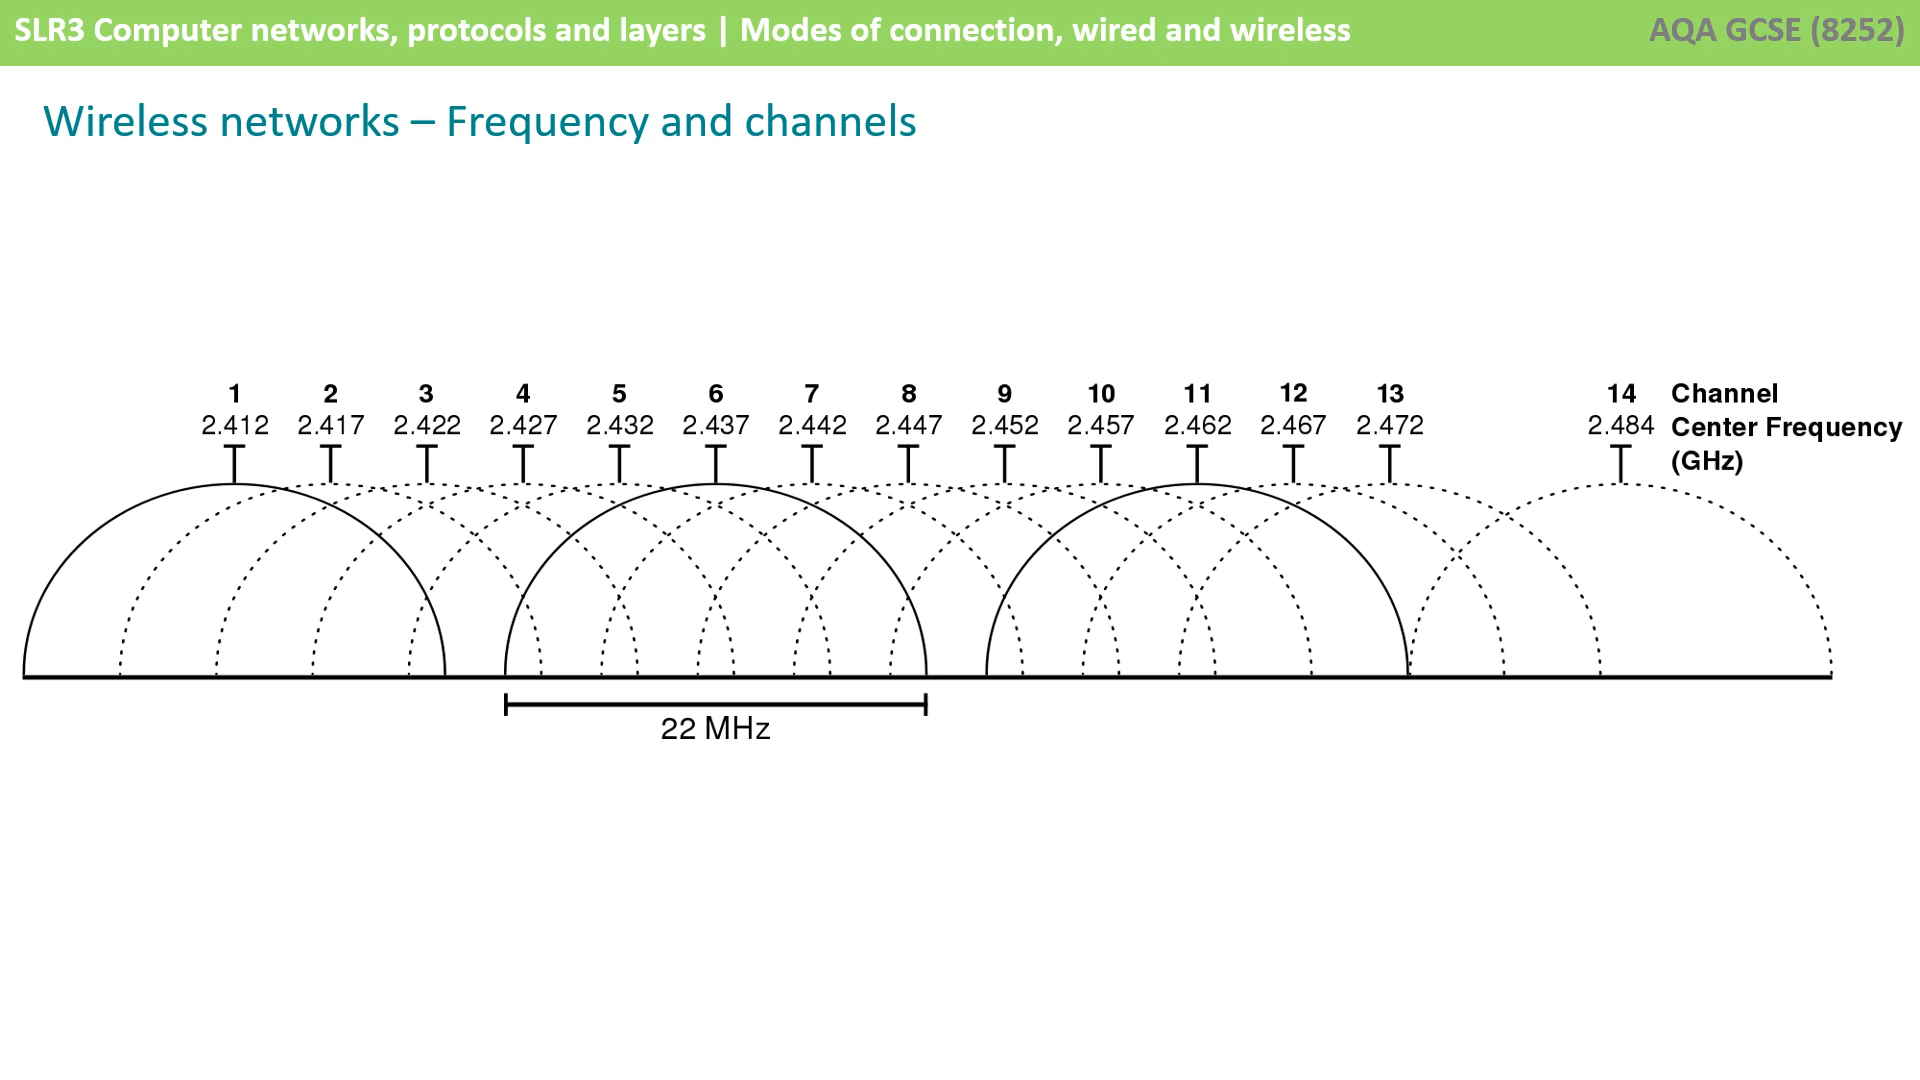 SLR3 Computer networks, protocols and layers | Modes of connection, wired and wireless AQA GCSE (8252)
Wireless networks – Frequency and channels
1 2 3 4 5 6 7 8 9 10 11 12 13 14 Channel
2.412 2.417 2.422 2.427 2.432 2.437 2.442 2.447 2.452 2.457 2.462 2.467 2.472 2.484 Center Frequency
(GHz)
22 MHz